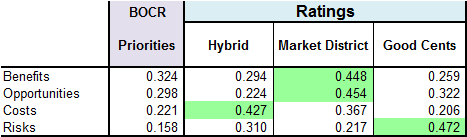 BOCR Ratings
Priorities Hybrid Market District Good Cents
Benefits 0.324 0.294 0.448 0.259
Opportunities 0.298 0.224 0.454 0.322
Costs 0.221 0.427 0.367 0.206
Risks 0.158 0.310 0.217 0.472